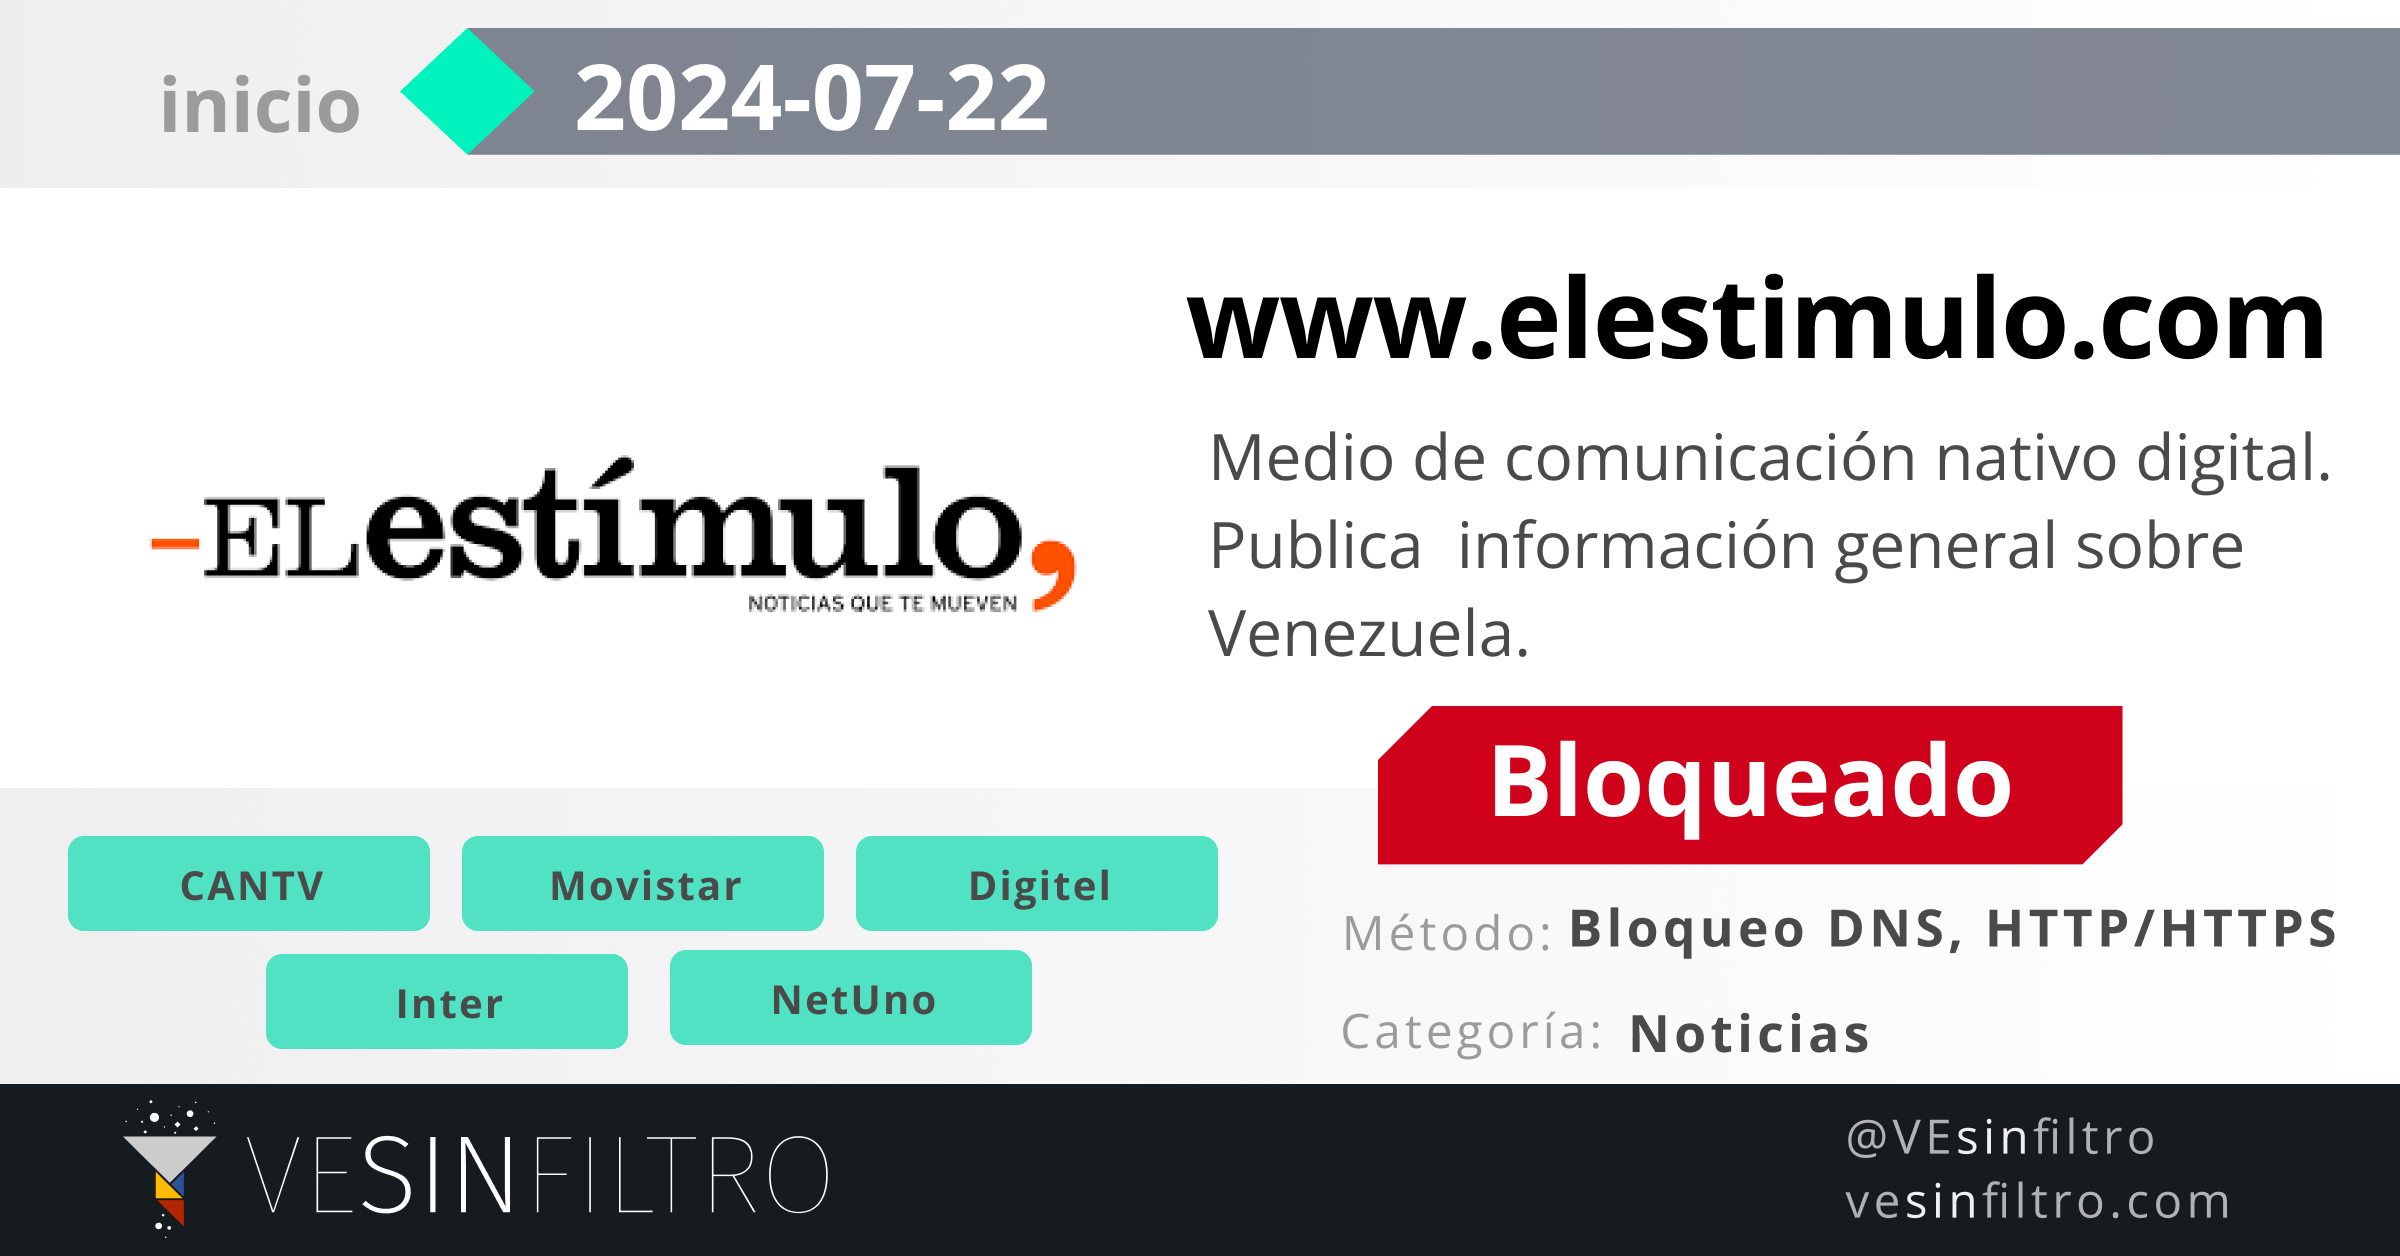 inicio
2024-07-22
www.elestimulo.com
Medio de comunicación nativo digital.
Publica  información general sobre
Venezuela.
–ELestímulo,
NOTICIAS QUE TE MUEVEN
Bloqueado
CANTV
Movistar
Digitel
Inter
NetUno
Método: Bloqueo DNS, HTTP/HTTPS
Categoría: Noticias
VESINFILTRO
@VEsinfiltro
vesinfiltro.com